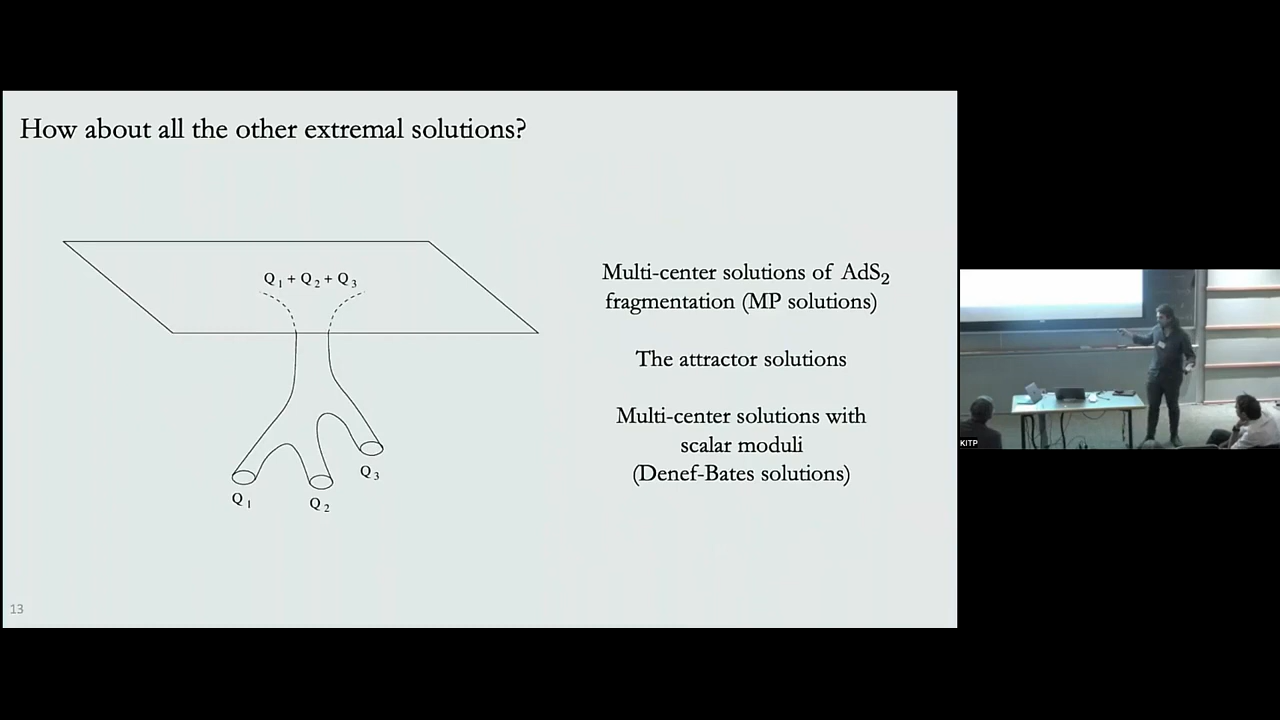 How about all the other extremal solutions?
Q1 + Q2 + Q3
Q1
Q2
Q3
Multi-center solutions of AdS2
fragmentation (MP solutions)
The attractor solutions
Multi-center solutions with
scalar moduli
(Denef-Bates solutions)
13
KITP